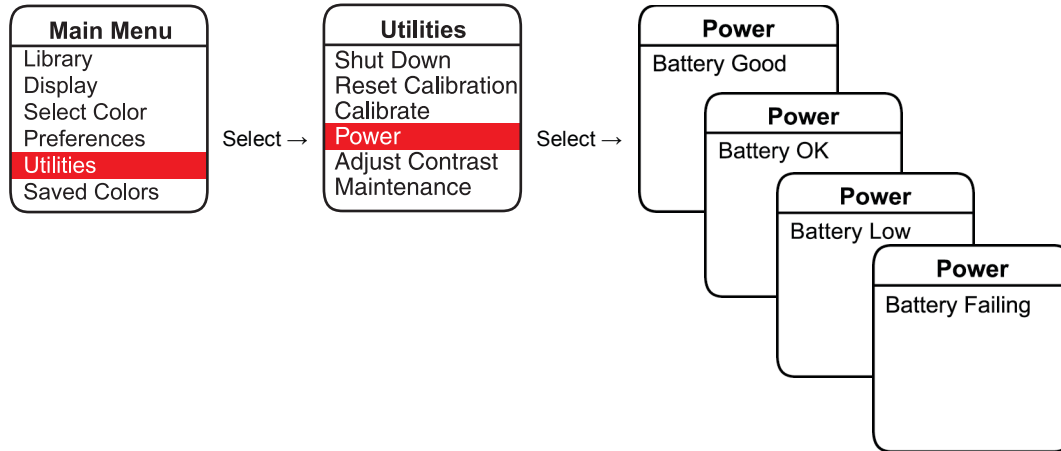 Main Menu
Library
Display
Select Color
Preferences
Utilities
Saved Colors
Select →
Utilities
Shut Down
Reset Calibration
Calibrate
Power
Adjust Contrast
Maintenance
Select →
Power
Battery Good
Power
Battery OK
Power
Battery Low
Power
Battery Failing